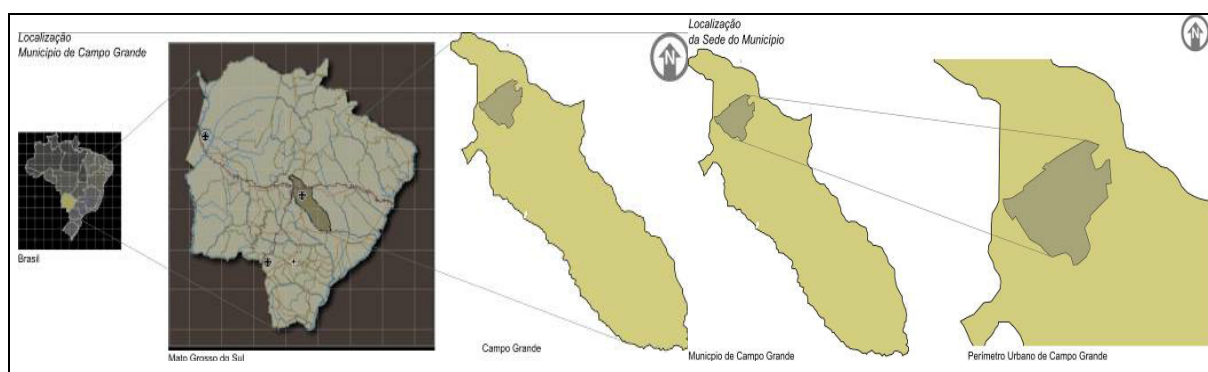 Localização
Município de Campo Grande
N
Localização
da Sede do Município
N
Brasil
Mato Grosso do Sul
Campo Grande
Municpio de Campo Grande
Perímetro Urbano de Campo Grande